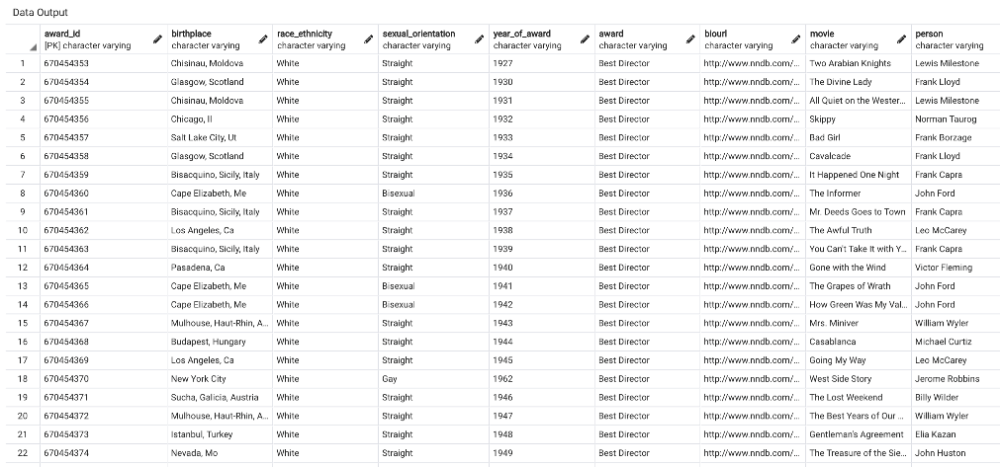 Data Output
award_id birthplace race_ethnicity sexual_orientation year_of_award award biourl movie person
[PK] character varying character varying character varying character varying character varying character varying character varying character varying character varying
1 670454353 Chisinau, Moldova White Straight 1927 Best Director http://www.nndb.com/... Two Arabian Knights Lewis Milestone
2 670454354 Glasgow, Scotland White Straight 1930 Best Director http://www.nndb.com/... The Divine Lady Frank Lloyd
3 670454355 Chisinau, Moldova White Straight 1931 Best Director http://www.nndb.com/... All Quiet on the Wester... Lewis Milestone
4 670454356 Chicago, Il White Straight 1932 Best Director http://www.nndb.com/... Skippy Norman Taurog
5 670454357 Salt Lake City, Ut White Straight 1933 Best Director http://www.nndb.com/... Bad Girl Frank Borzage
6 670454358 Glasgow, Scotland White Straight 1934 Best Director http://www.nndb.com/... Cavalcade Frank Lloyd
7 670454359 Bisacquino, Sicily, Italy White Straight 1935 Best Director http://www.nndb.com/... It Happened One Night Frank Capra
8 670454360 Cape Elizabeth, Me White Bisexual 1936 Best Director http://www.nndb.com/... The Informer John Ford
9 670454361 Bisacquino, Sicily, Italy White Straight 1937 Best Director http://www.nndb.com/... Mr. Deeds Goes to Town Frank Capra
10 670454362 Los Angeles, Ca White Straight 1938 Best Director http://www.nndb.com/... The Awful Truth Leo McCarey
11 670454363 Bisacquino, Sicily, Italy White Straight 1939 Best Director http://www.nndb.com/... You Can't Take it with Y... Frank Capra
12 670454364 Pasadena, Ca White Straight 1940 Best Director http://www.nndb.com/... Gone with the Wind Victor Fleming
13 670454365 Cape Elizabeth, Me White Bisexual 1941 Best Director http://www.nndb.com/... The Grapes of Wrath John Ford
14 670454366 Cape Elizabeth, Me White Bisexual 1942 Best Director http://www.nndb.com/... How Green Was My Val... John Ford
15 670454367 Mulhouse, Haut-Rhin, A... White Straight 1943 Best Director http://www.nndb.com/... Mrs. Miniver William Wyler
16 670454368 Budapest, Hungary White Straight 1944 Best Director http://www.nndb.com/... Casablanca Michael Curtiz
17 670454369 Los Angeles, Ca White Straight 1945 Best Director http://www.nndb.com/... Going My Way Leo McCarey
18 670454370 New York City White Gay 1962 Best Director http://www.nndb.com/... West Side Story Jerome Robbins
19 670454371 Sucha, Galicia, Austria White Straight 1946 Best Director http://www.nndb.com/... The Lost Weekend Billy Wilder
20 670454372 Mulhouse, Haut-Rhin, A... White Straight 1947 Best Director http://www.nndb.com/... The Best Years of Our ... William Wyler
21 670454373 Istanbul, Turkey White Straight 1948 Best Director http://www.nndb.com/... Gentleman's Agreement Elia Kazan
22 670454374 Nevada, Mo White Straight 1949 Best Director http://www.nndb.com/... The Treasure of the Sie... John Huston